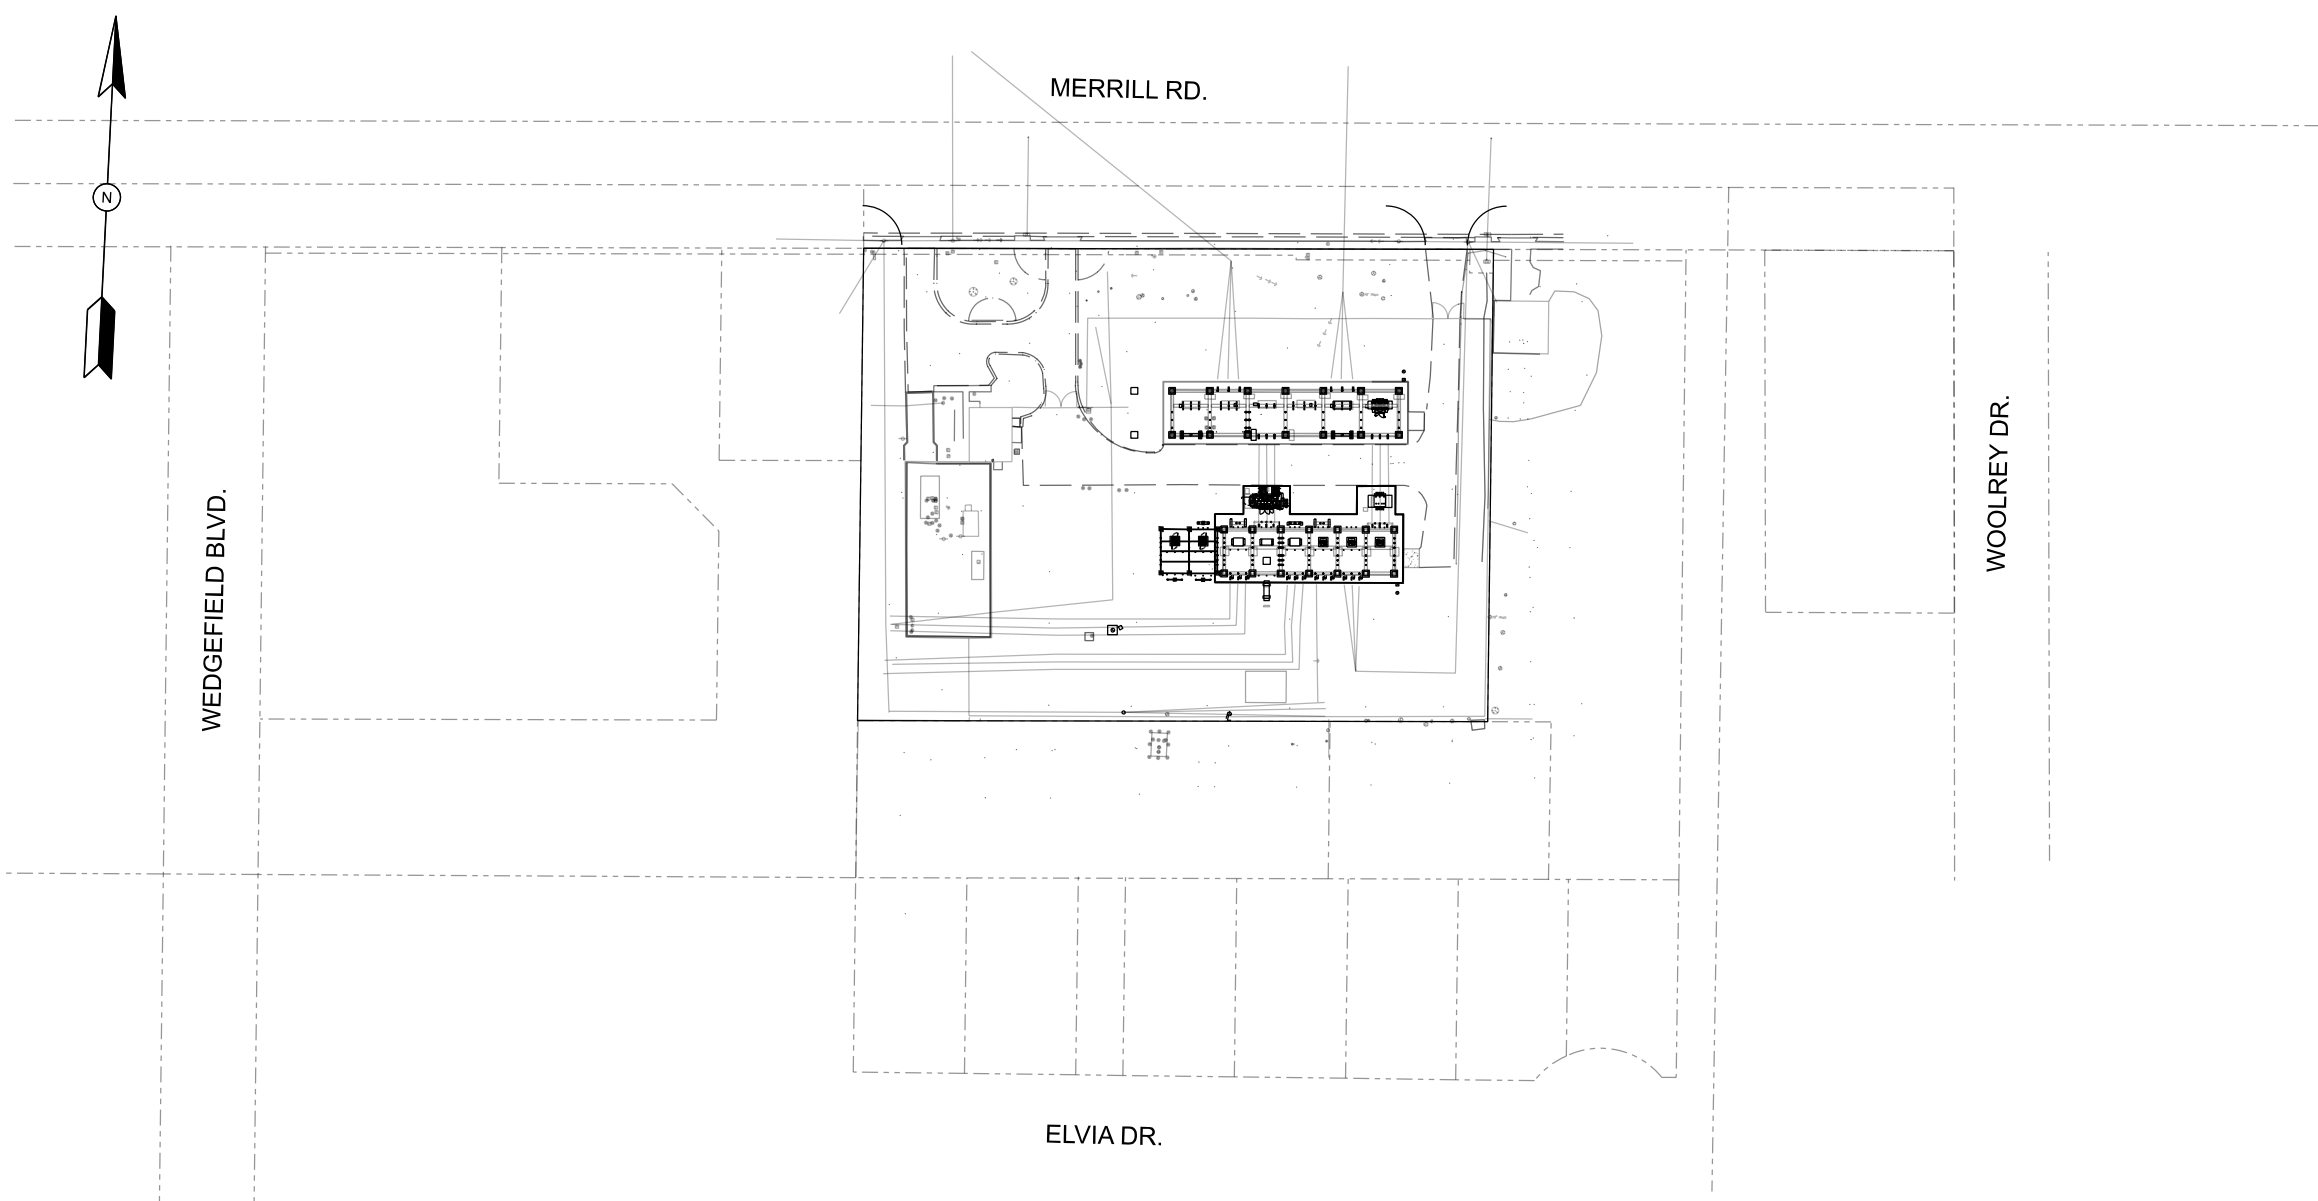 MERRILL RD.
N
WEDGEFIELD BLVD.
WOOLREY DR.
ELVIA DR.